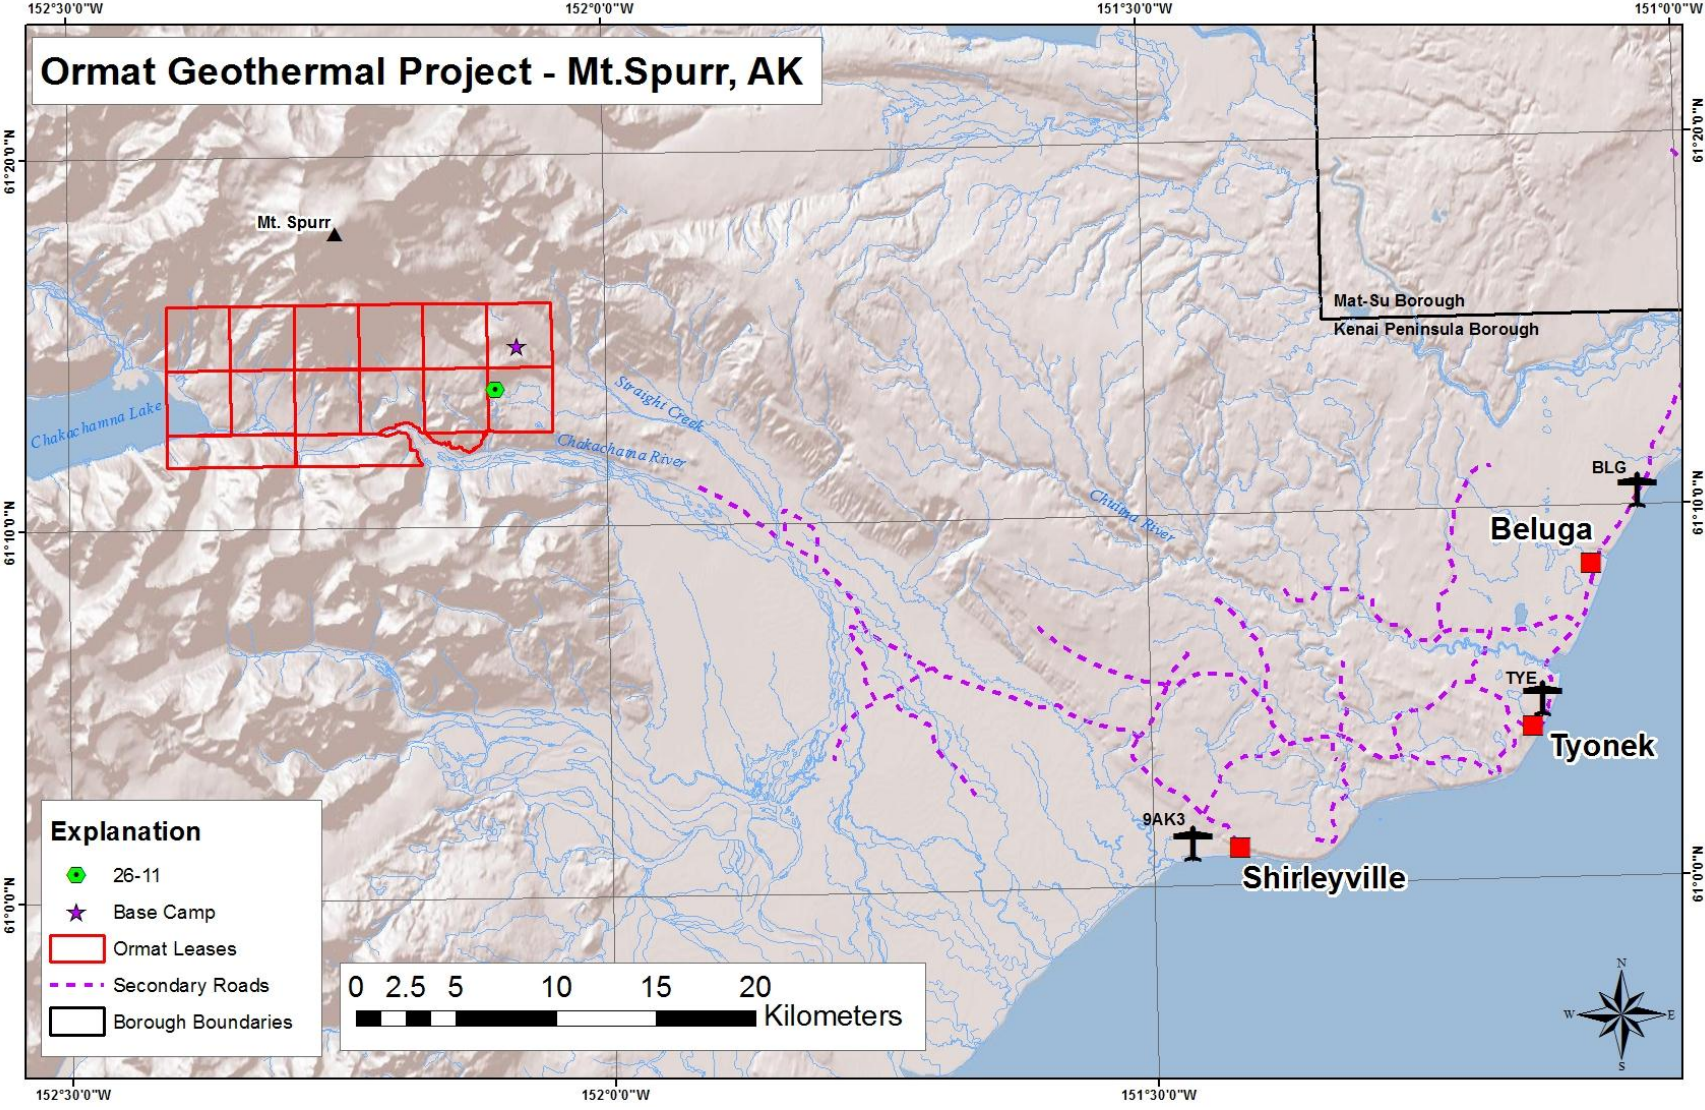 152°30'0"W 152°0'0"W 151°30'0"W 151°0'0"W
Ormat Geothermal Project - Mt.Spurr, AK
61°20'0"N
61°20'0"N
Mt. Spurr
Mat-Su Borough
Kenai Peninsula Borough
Chakachamna Lake
Straight Creek
Chakachatna River
BLG
Chuitna River
61°10'0"N
61°10'0"N
Beluga
TYE
Tyonek
9AK3
Shirleyville
61°0'0"N
61°0'0"N
Explanation
26-11
Base Camp
Ormat Leases
Secondary Roads
Borough Boundaries
0 2.5 5 10 15 20
Kilometers
N
W E
S
152°30'0"W 152°0'0"W 151°30'0"W